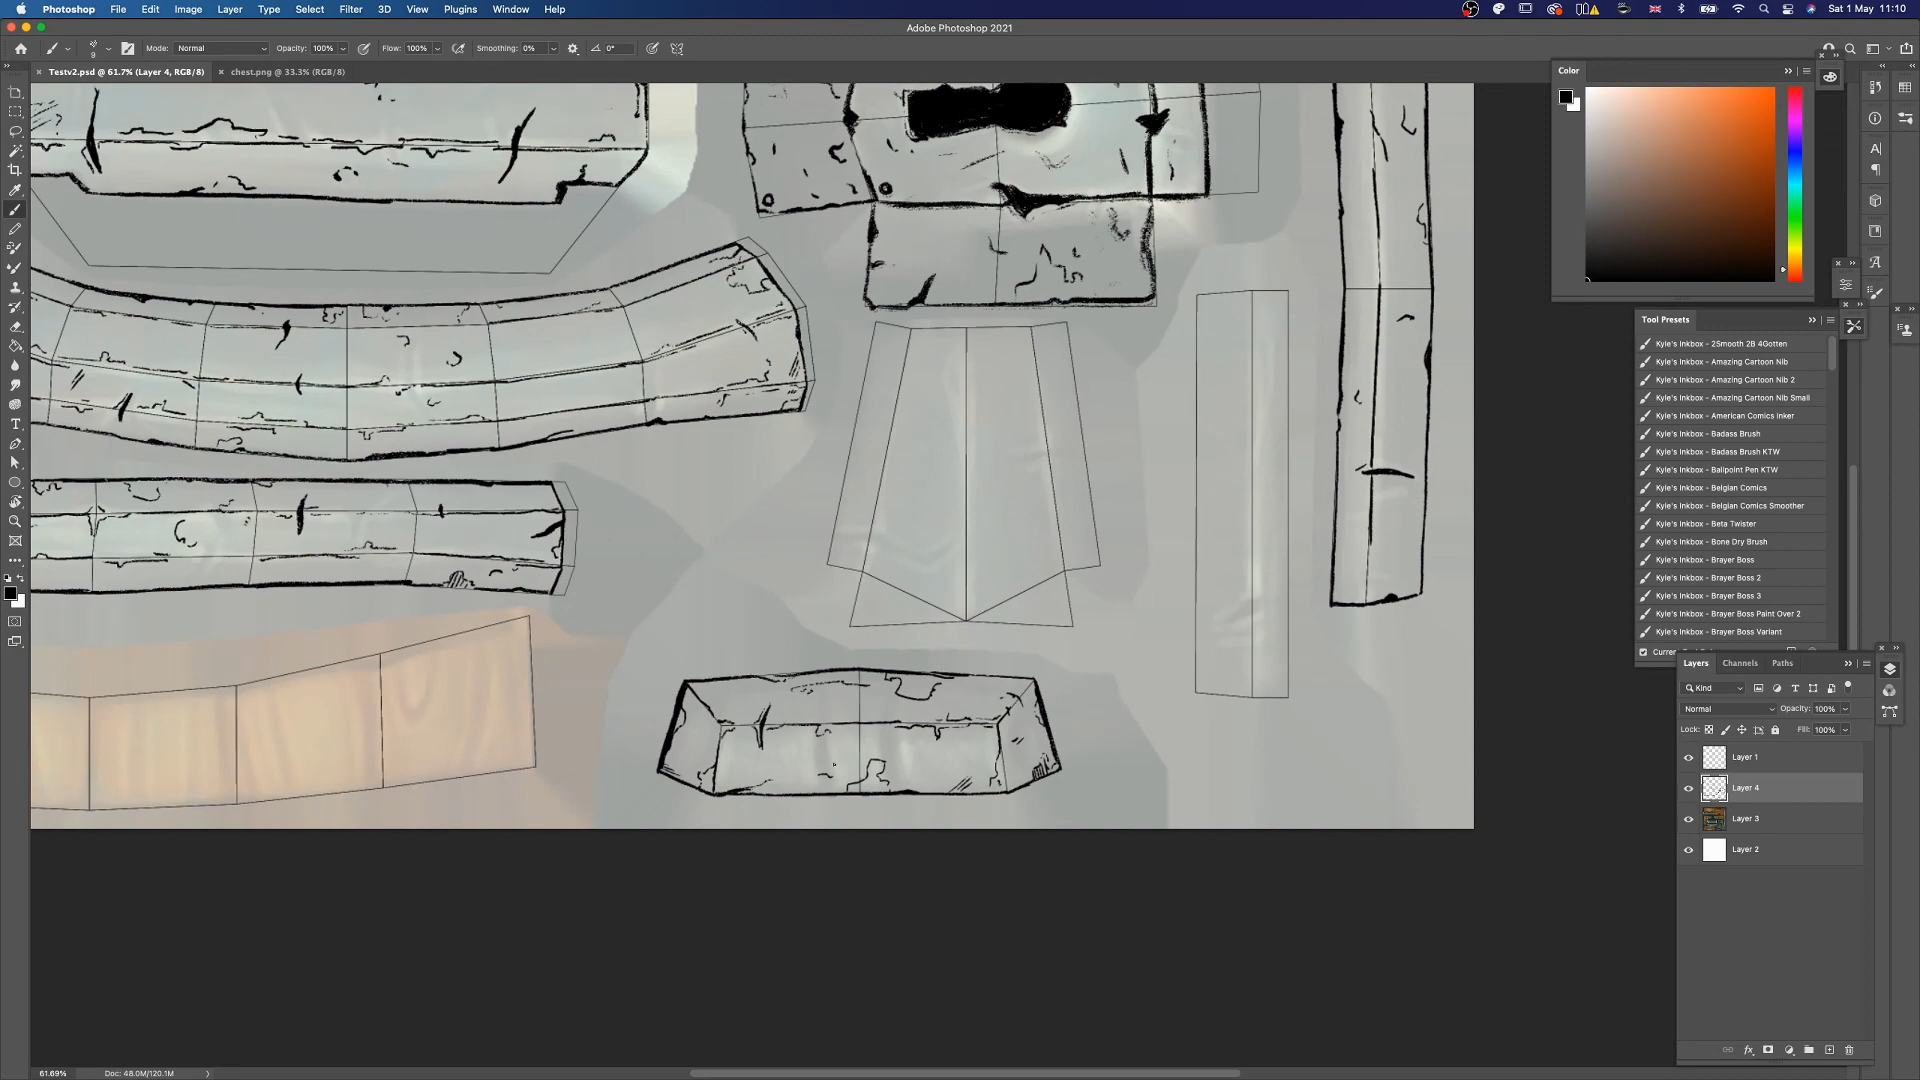 Photoshop File Edit Image Layer Type Select Filter 3D View Plugins Window Help Sat 1 May 11:10
Adobe Photoshop 2021
9 Mode: Normal Opacity: 100% Flow: 100% Smoothing: 0% 0°
× Testv2.psd @ 61.7% (Layer 4, RGB/8) × chest.png @ 33.3% (RGB/8)
Color
Tool Presets
Kyle's Inkbox - 2Smooth 2B 4Gotten
Kyle's Inkbox - Amazing Cartoon Nib
Kyle's Inkbox - Amazing Cartoon Nib 2
Kyle's Inkbox - Amazing Cartoon Nib Small
Kyle's Inkbox - American Comics Inker
Kyle's Inkbox - Badass Brush
Kyle's Inkbox - Badass Brush KTW
Kyle's Inkbox - Ballpoint Pen KTW
Kyle's Inkbox - Belgian Comics
Kyle's Inkbox - Belgian Comics Smoother
Kyle's Inkbox - Beta Twister
Kyle's Inkbox - Bone Dry Brush
Kyle's Inkbox - Brayer Boss
Kyle's Inkbox - Brayer Boss 2
Kyle's Inkbox - Brayer Boss 3
Kyle's Inkbox - Brayer Boss Paint Over 2
Kyle's Inkbox - Brayer Boss Variant
Layers Channels Paths
Kind
Normal Opacity: 100%
Lock: Fill: 100%
Layer 1
Layer 4
Layer 3
Layer 2
61.69% Doc: 48.0M/120.1M